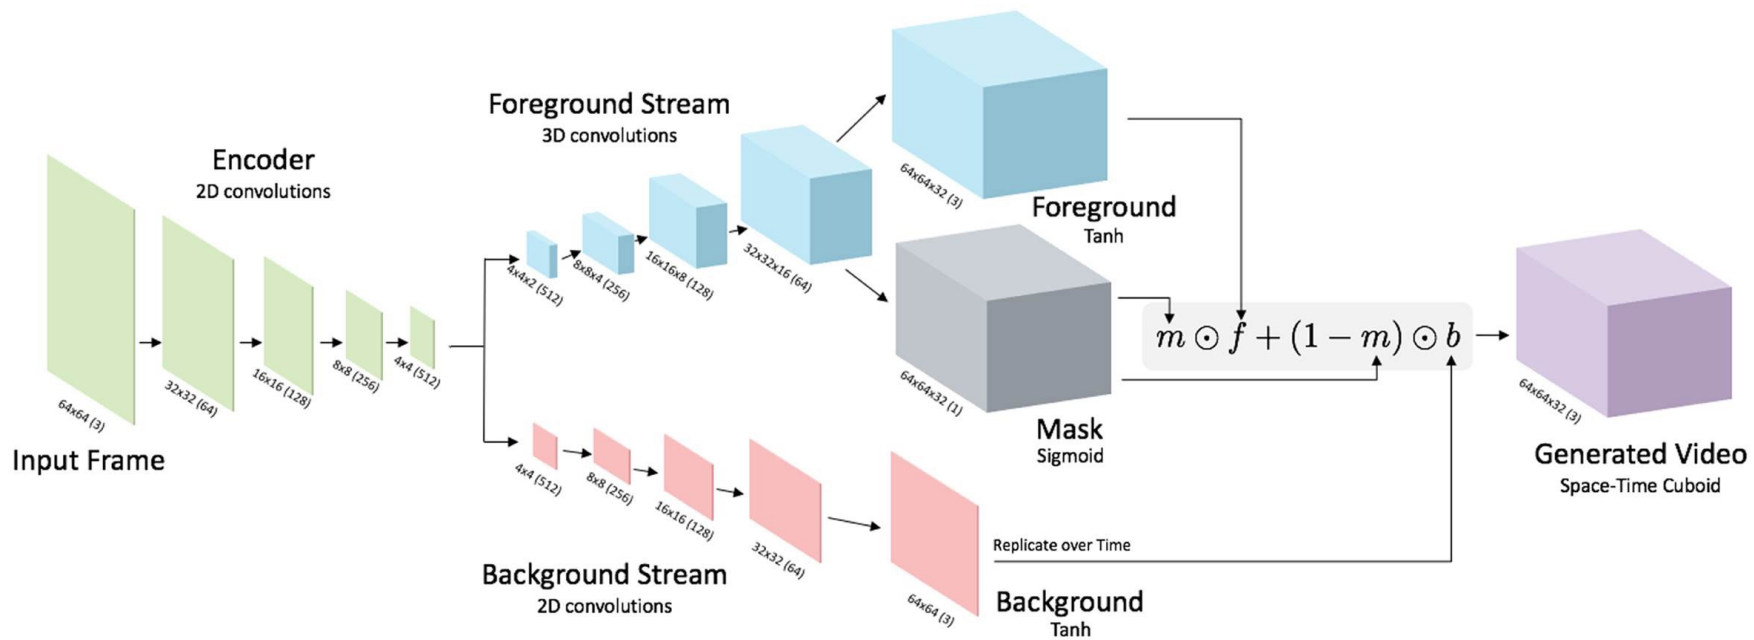 Encoder
2D convolutions
64x64 (3)
32x32 (64)
16x16 (128)
8x8 (256)
4x4 (512)
Input Frame
Foreground Stream
3D convolutions
4x4x2 (512)
8x8x4 (256)
16x16x8 (128)
32x32x16 (64)
64x64x32 (3)
Foreground
Tanh
64x64x32 (1)
Mask
Sigmoid
4x4 (512)
8x8 (256)
16x16 (128)
32x32 (64)
64x64 (3)
Background Stream
2D convolutions
Background
Tanh
Replicate over Time
m ⊙ f + (1 − m) ⊙ b
64x64x32 (3)
Generated Video
Space-Time Cuboid